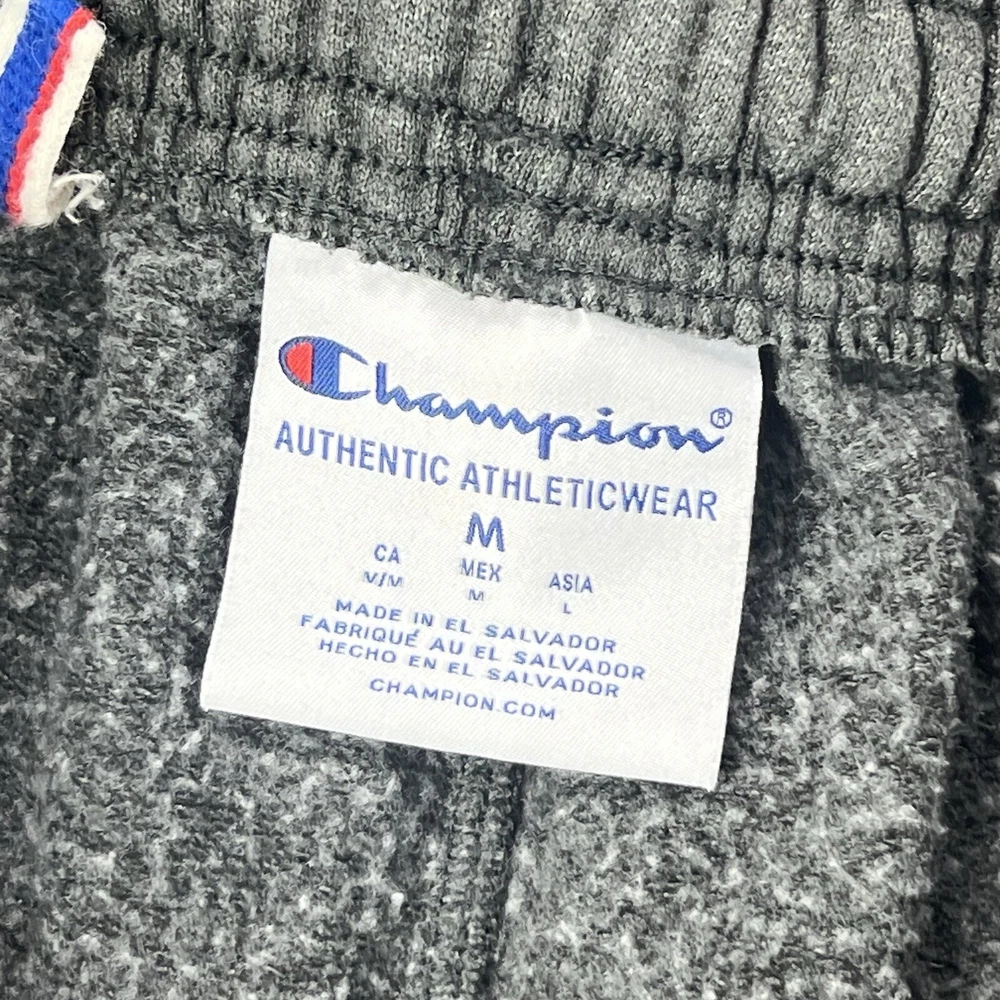 Champion®
AUTHENTIC ATHLETICWEAR
M
CA MEX ASIA
M/M M L
MADE IN EL SALVADOR
FABRIQUÉ AU EL SALVADOR
HECHO EN EL SALVADOR
CHAMPION.COM